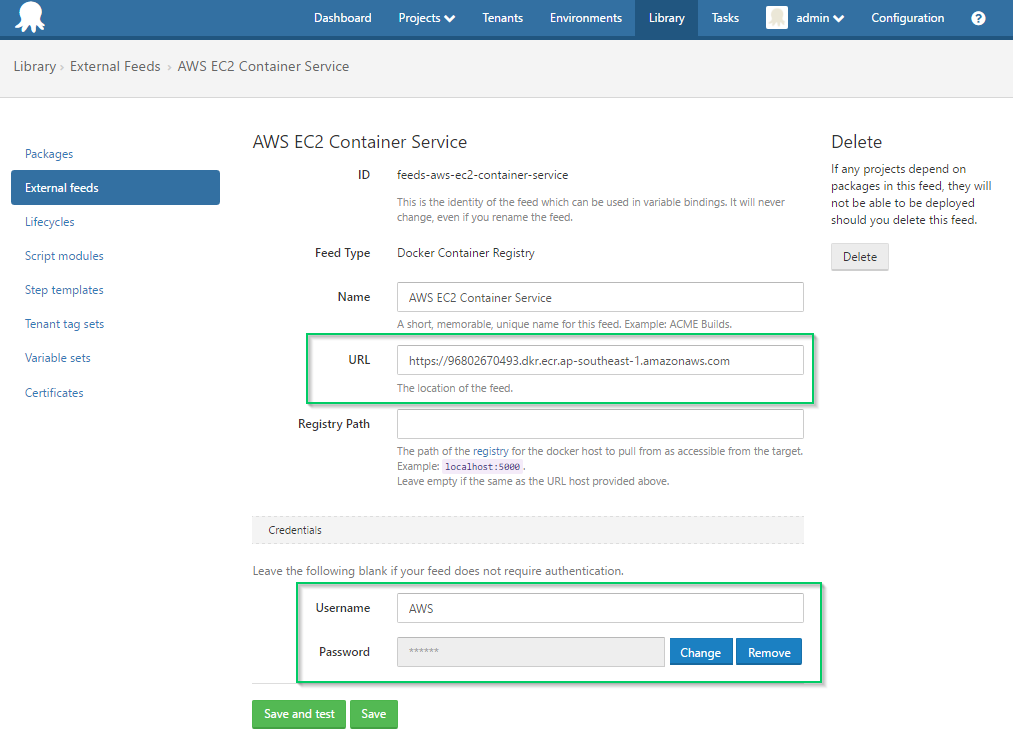 Dashboard Projects Tenants Environments Library Tasks admin Configuration ?
Library › External Feeds › AWS EC2 Container Service
Packages
External feeds
Lifecycles
Script modules
Step templates
Tenant tag sets
Variable sets
Certificates
AWS EC2 Container Service
ID feeds-aws-ec2-container-service
This is the identity of the feed which can be used in variable bindings. It will never
change, even if you rename the feed.
Feed Type Docker Container Registry
Name AWS EC2 Container Service
A short, memorable, unique name for this feed. Example: ACME Builds.
URL https://96802670493.dkr.ecr.ap-southeast-1.amazonaws.com
The location of the feed.
Registry Path
The path of the registry for the docker host to pull from as accessible from the target.
Example: localhost:5000.
Leave empty if the same as the URL host provided above.
Credentials
Leave the following blank if your feed does not require authentication.
Username AWS
Password ****** Change Remove
Save and test Save
Delete
If any projects depend on
packages in this feed, they will
not be able to be deployed
should you delete this feed.
Delete